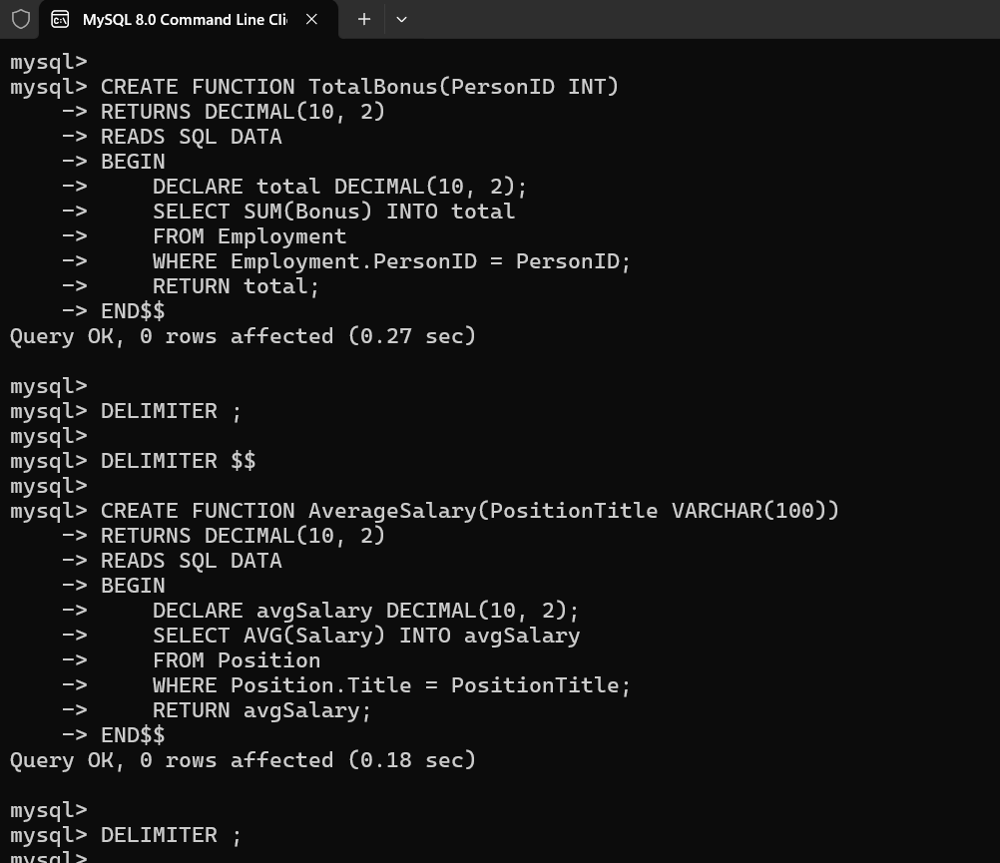 MySQL 8.0 Command Line Cli
mysql>
mysql> CREATE FUNCTION TotalBonus(PersonID INT)
    -> RETURNS DECIMAL(10, 2)
    -> READS SQL DATA
    -> BEGIN
    ->     DECLARE total DECIMAL(10, 2);
    ->     SELECT SUM(Bonus) INTO total
    ->     FROM Employment
    ->     WHERE Employment.PersonID = PersonID;
    ->     RETURN total;
    -> END$$
Query OK, 0 rows affected (0.27 sec)

mysql>
mysql> DELIMITER ;
mysql>
mysql> DELIMITER $$
mysql>
mysql> CREATE FUNCTION AverageSalary(PositionTitle VARCHAR(100))
    -> RETURNS DECIMAL(10, 2)
    -> READS SQL DATA
    -> BEGIN
    ->     DECLARE avgSalary DECIMAL(10, 2);
    ->     SELECT AVG(Salary) INTO avgSalary
    ->     FROM Position
    ->     WHERE Position.Title = PositionTitle;
    ->     RETURN avgSalary;
    -> END$$
Query OK, 0 rows affected (0.18 sec)

mysql>
mysql> DELIMITER ;
mysql>